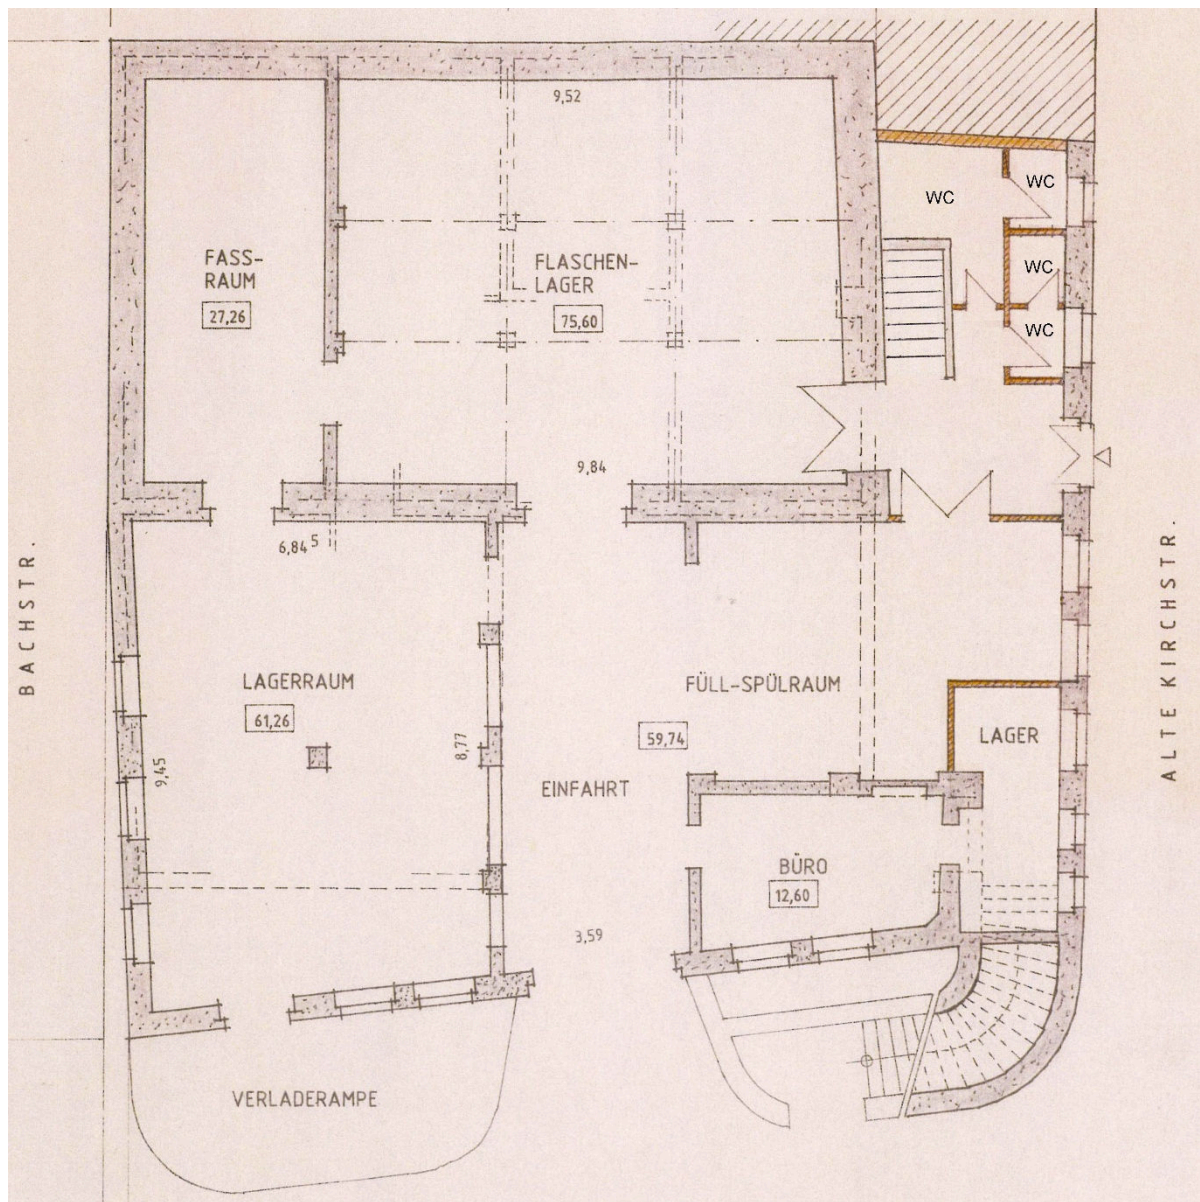 9,52
WC
WC
FASS-
RAUM
27,26
FLASCHEN-
LAGER
75,60
WC
WC
9,84
6,84⁵
BACHSTR.
ALTE KIRCHSTR.
LAGERRAUM
61,26
9,45
8,77
FÜLL-SPÜLRAUM
59,74
LAGER
EINFAHRT
BÜRO
12,60
3,59
VERLADERAMPE